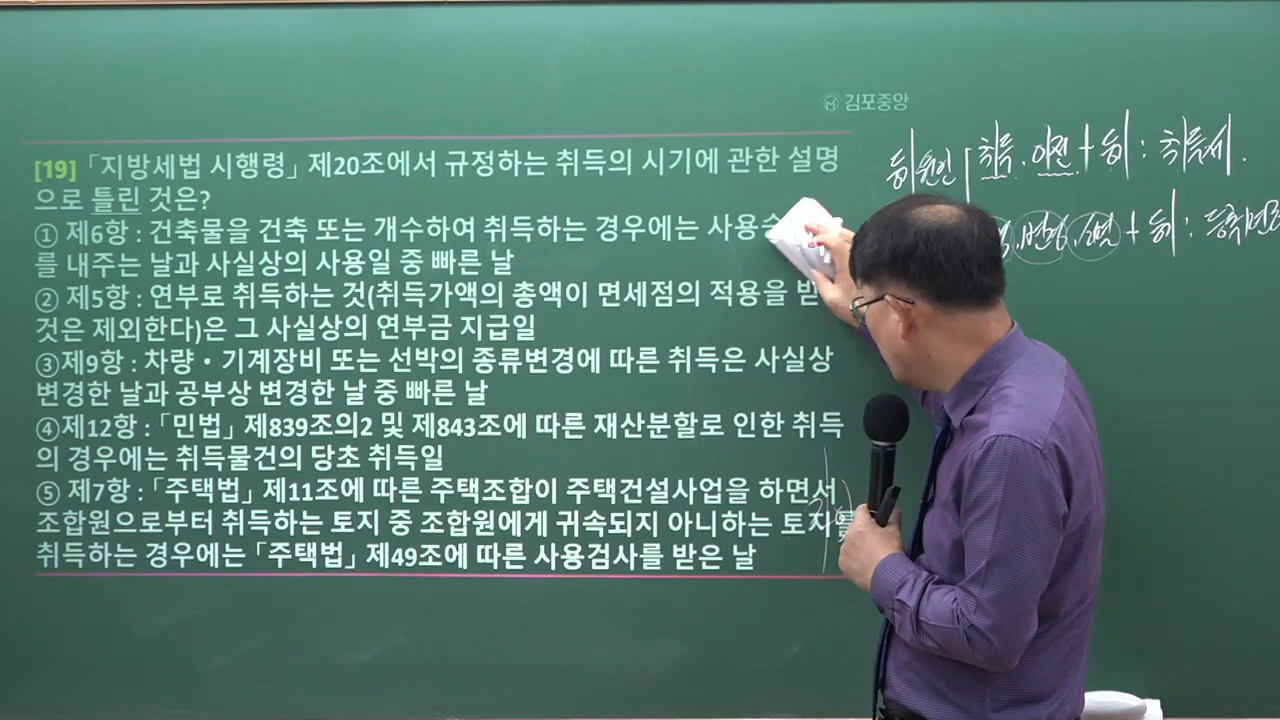 김포중앙
[19] 「지방세법 시행령」 제20조에서 규정하는 취득의 시기에 관한 설명
으로 틀린 것은?
① 제6항 : 건축물을 건축 또는 개수하여 취득하는 경우에는 사용승
를 내주는 날과 사실상의 사용일 중 빠른 날
② 제5항 : 연부로 취득하는 것(취득가액의 총액이 면세점의 적용을 받
것은 제외한다)은 그 사실상의 연부금 지급일
③제9항 : 차량・기계장비 또는 선박의 종류변경에 따른 취득은 사실상
변경한 날과 공부상 변경한 날 중 빠른 날
④제12항 : 「민법」 제839조의2 및 제843조에 따른 재산분할로 인한 취득
의 경우에는 취득물건의 당초 취득일
⑤ 제7항 : 「주택법」 제11조에 따른 주택조합이 주택건설사업을 하면서
조합원으로부터 취득하는 토지 중 조합원에게 귀속되지 아니하는 토지를
취득하는 경우에는 「주택법」 제49조에 따른 사용검사를 받은 날
등기원인 취득. 이전 + 등기 : 취득세.
.변경.소멸 + 등기 : 등록면허